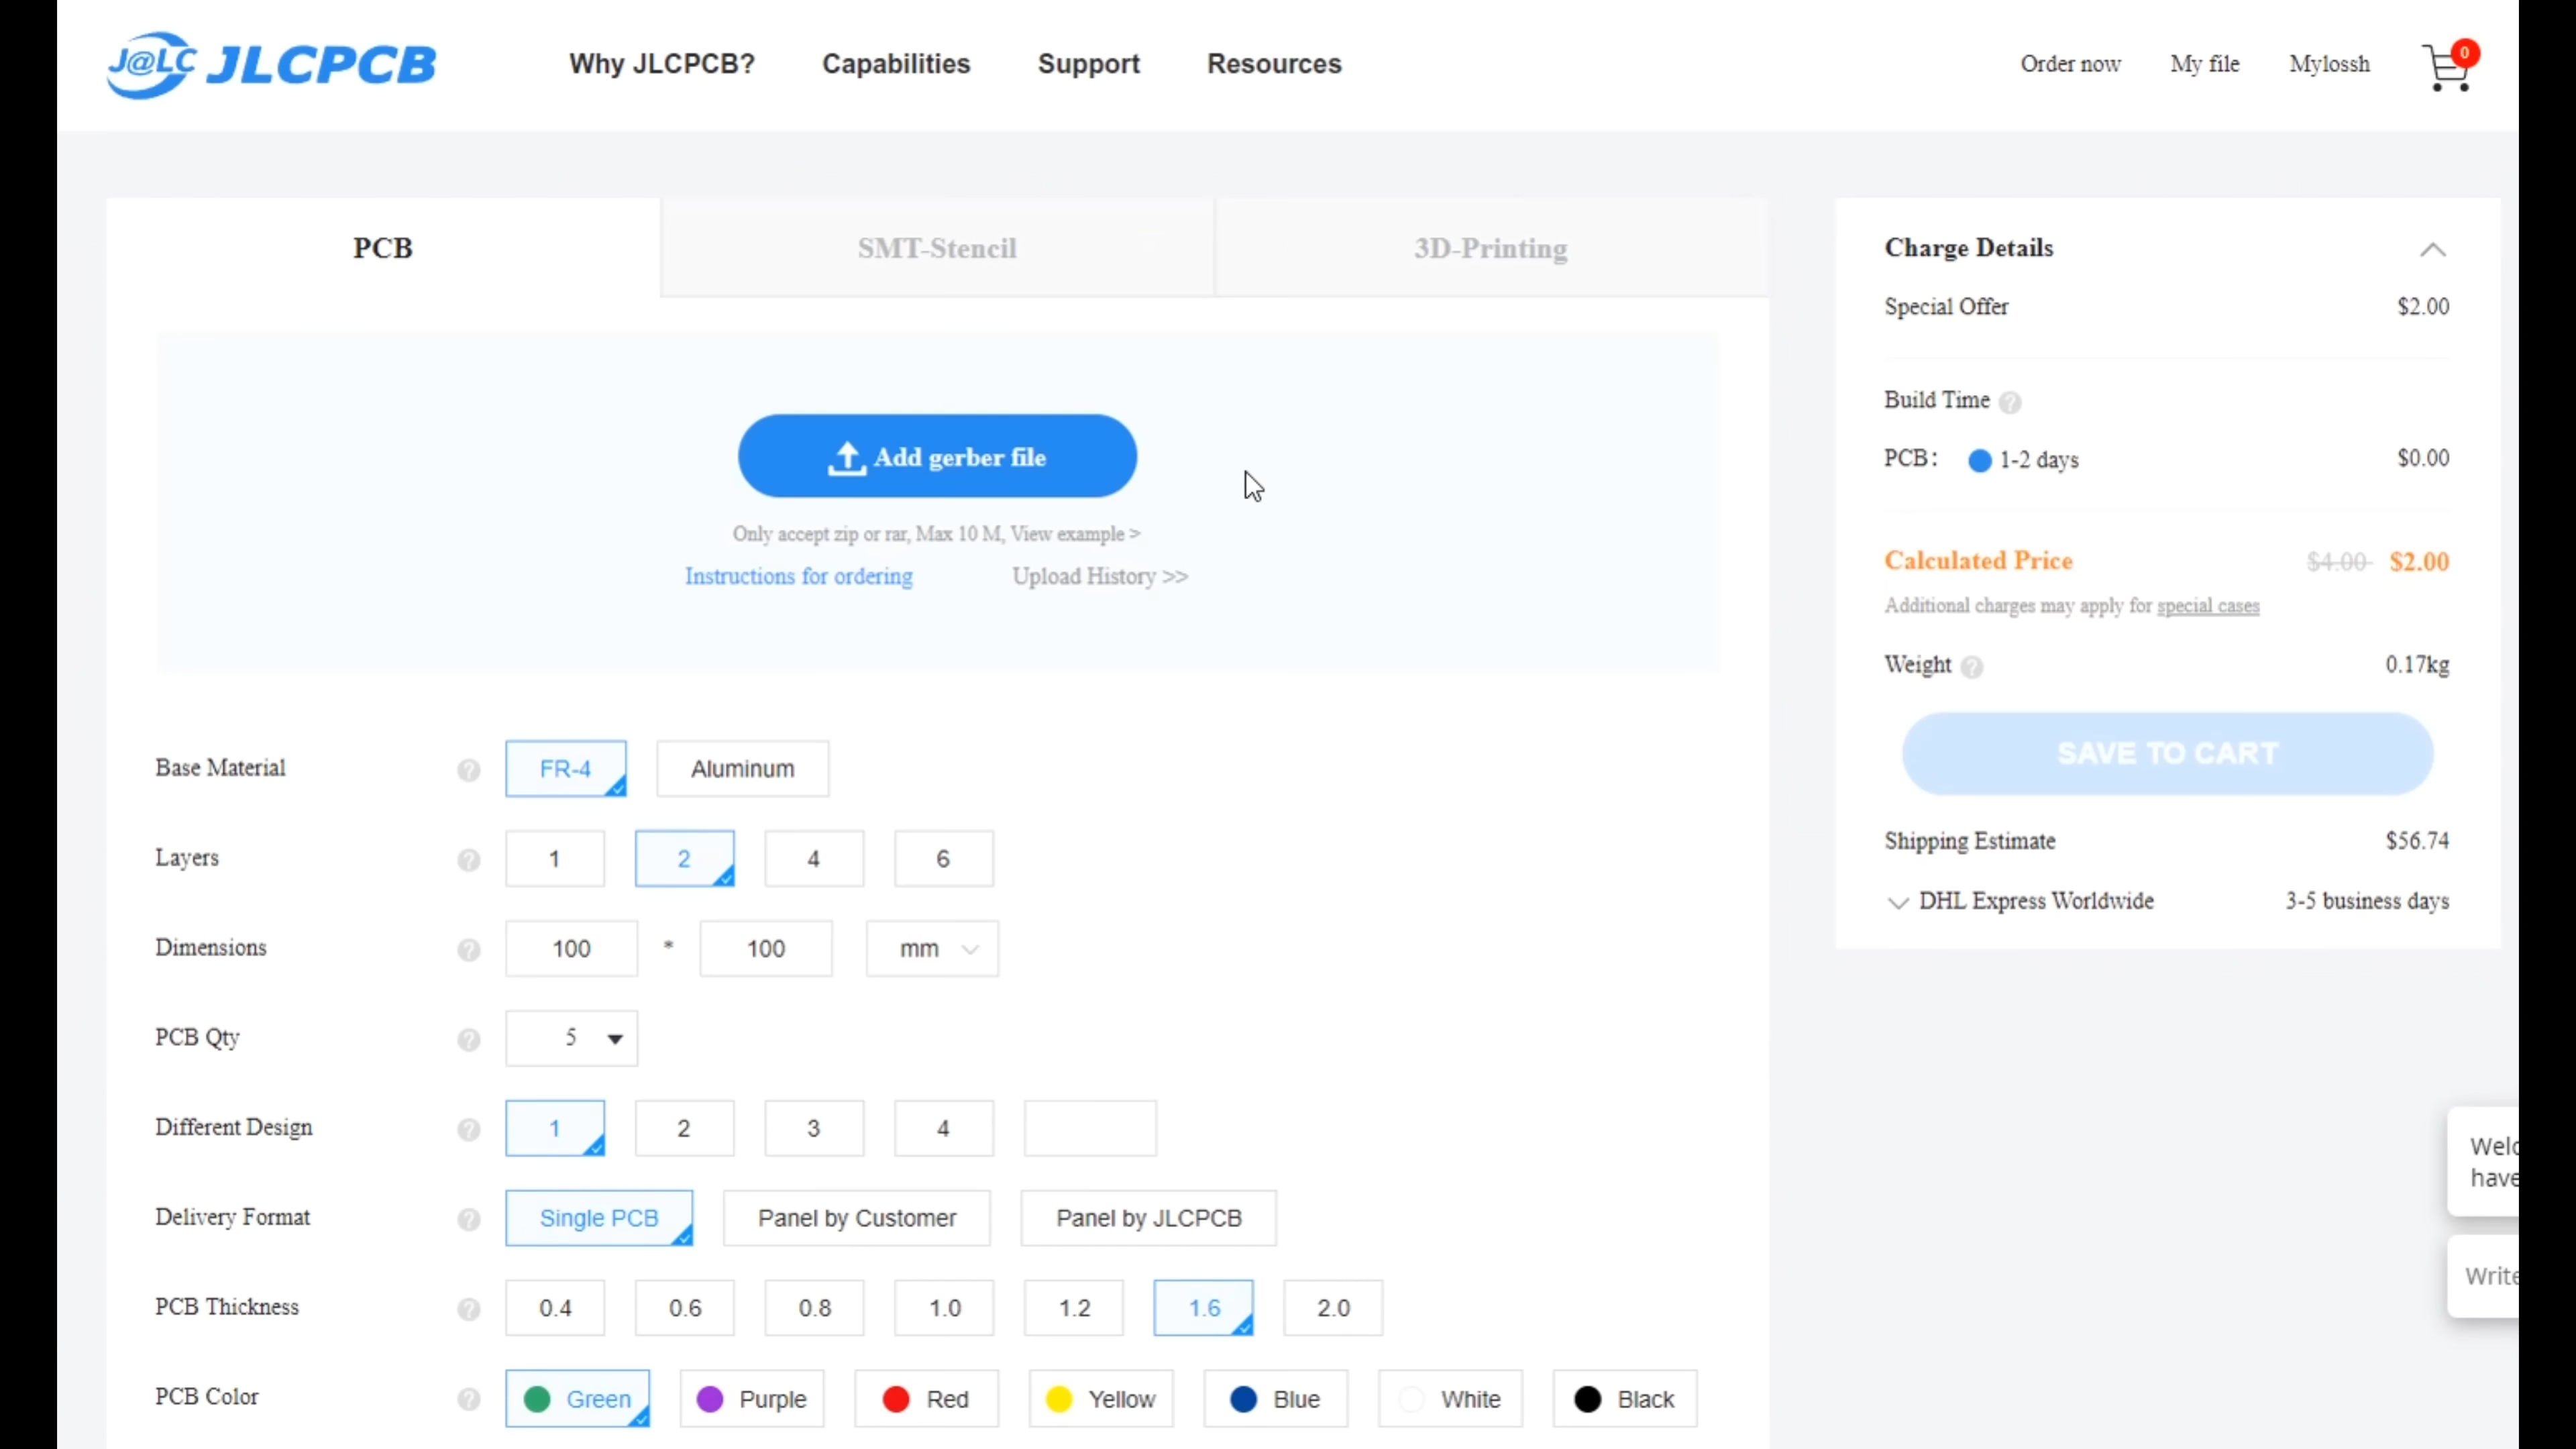 J@LC JLCPCB
Why JLCPCB? Capabilities Support Resources
Order now My file Mylossh 0
PCB SMT-Stencil 3D-Printing
Add gerber file
Only accept zip or rar, Max 10 M, View example >
Instructions for ordering Upload History >>
Base Material ? FR-4 Aluminum
Layers ? 1 2 4 6
Dimensions ? 100 * 100 mm
PCB Qty ? 5
Different Design ? 1 2 3 4
Delivery Format ? Single PCB Panel by Customer Panel by JLCPCB
PCB Thickness ? 0.4 0.6 0.8 1.0 1.2 1.6 2.0
PCB Color ? Green Purple Red Yellow Blue White Black
Charge Details
Special Offer $2.00
Build Time ?
PCB: 1-2 days $0.00
Calculated Price $4.00 $2.00
Additional charges may apply for special cases
Weight ? 0.17kg
SAVE TO CART
Shipping Estimate $56.74
DHL Express Worldwide 3-5 business days
have
Write